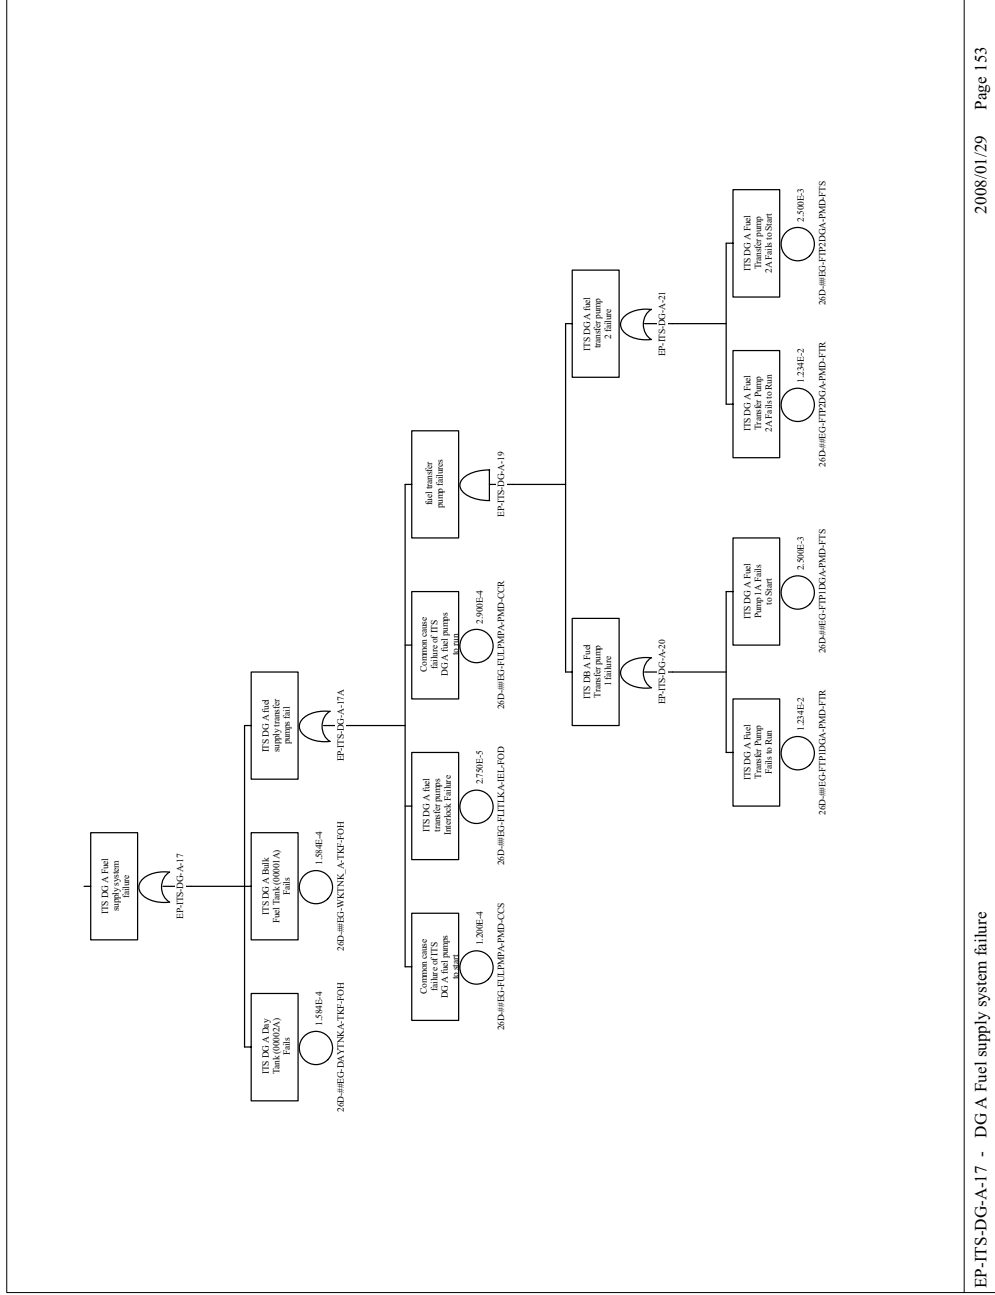 ITS DG A Fuel
supply system
failure
EP-ITS-DG-A-17
ITS DG A Day
Tank (00002A)
Fails
1.584E-4
26D-##EG-DAYTNKA-TKF-FOH
ITS DG A Bulk
Fuel Tank (00001A)
Fails
1.584E-4
26D-##EG-WKTNK_A-TKF-FOH
ITS DG A fuel
supply transfer
pumps fail
EP-ITS-DG-A-17A
Common cause
failure of ITS
DG A fuel pumps
to start
1.200E-4
26D-##EG-FULPMPA-PMD-CCS
ITS DG A fuel
transfer pumps
Interlock Failure
2.750E-5
26D-##EG-FLITLKA-IEL-FOD
Common cause
failure of ITS
DG A fuel pumps
to run
2.900E-4
26D-##EG-FULPMPA-PMD-CCR
fuel transfer
pump failures
EP-ITS-DG-A-19
ITS DB A Fuel
Transfer pump
1 failure
EP-ITS-DG-A-20
ITS DG A fuel
transfer pump
2 failure
EP-ITS-DG-A-21
ITS DG A Fuel
Transfer Pump
Fails to Run
1.234E-2
26D-##EG-FTP1DGA-PMD-FTR
ITS DG A Fuel
Pump 1A Fails
to Start
2.500E-3
26D-##EG-FTP1DGA-PMD-FTS
ITS DG A Fuel
Transfer Pump
2A Fails to Run
1.234E-2
26D-##EG-FTP2DGA-PMD-FTR
ITS DG A Fuel
Transfer pump
2A Fails to Start
2.500E-3
26D-##EG-FTP2DGA-PMD-FTS
EP-ITS-DG-A-17 - DG A Fuel supply system failure
2008/01/29 Page 153